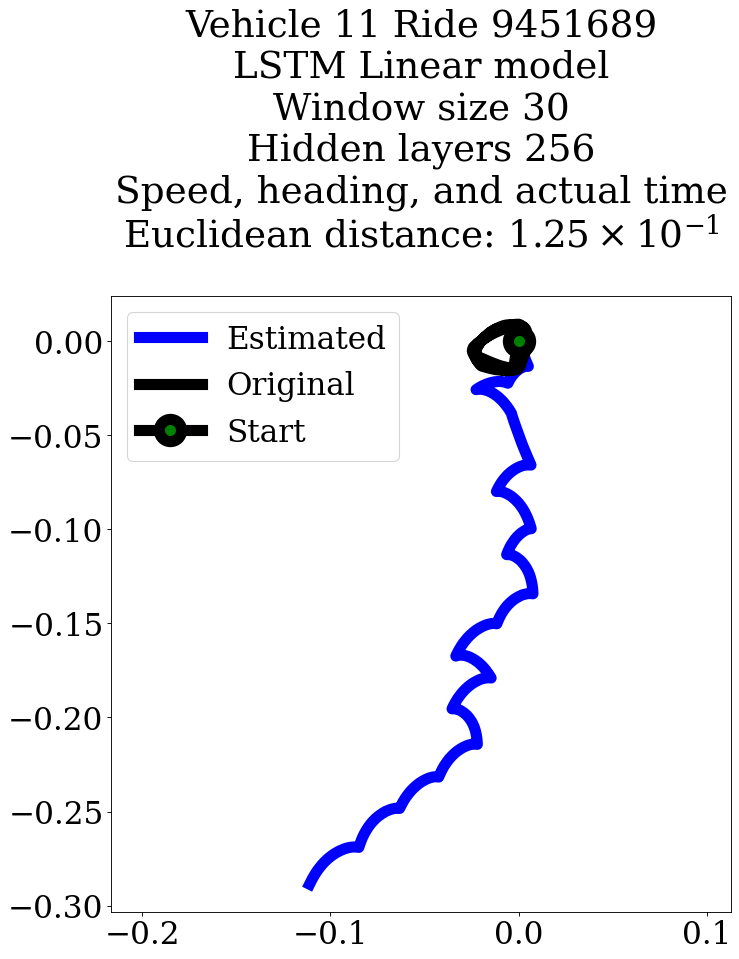 Vehicle 11 Ride 9451689
LSTM Linear model
Window size 30
Hidden layers 256
Speed, heading, and actual time
Euclidean distance: 1.25 × 10⁻¹
Estimated
Original
Start
0.00
−0.05
−0.10
−0.15
−0.20
−0.25
−0.30
−0.2 −0.1 0.0 0.1